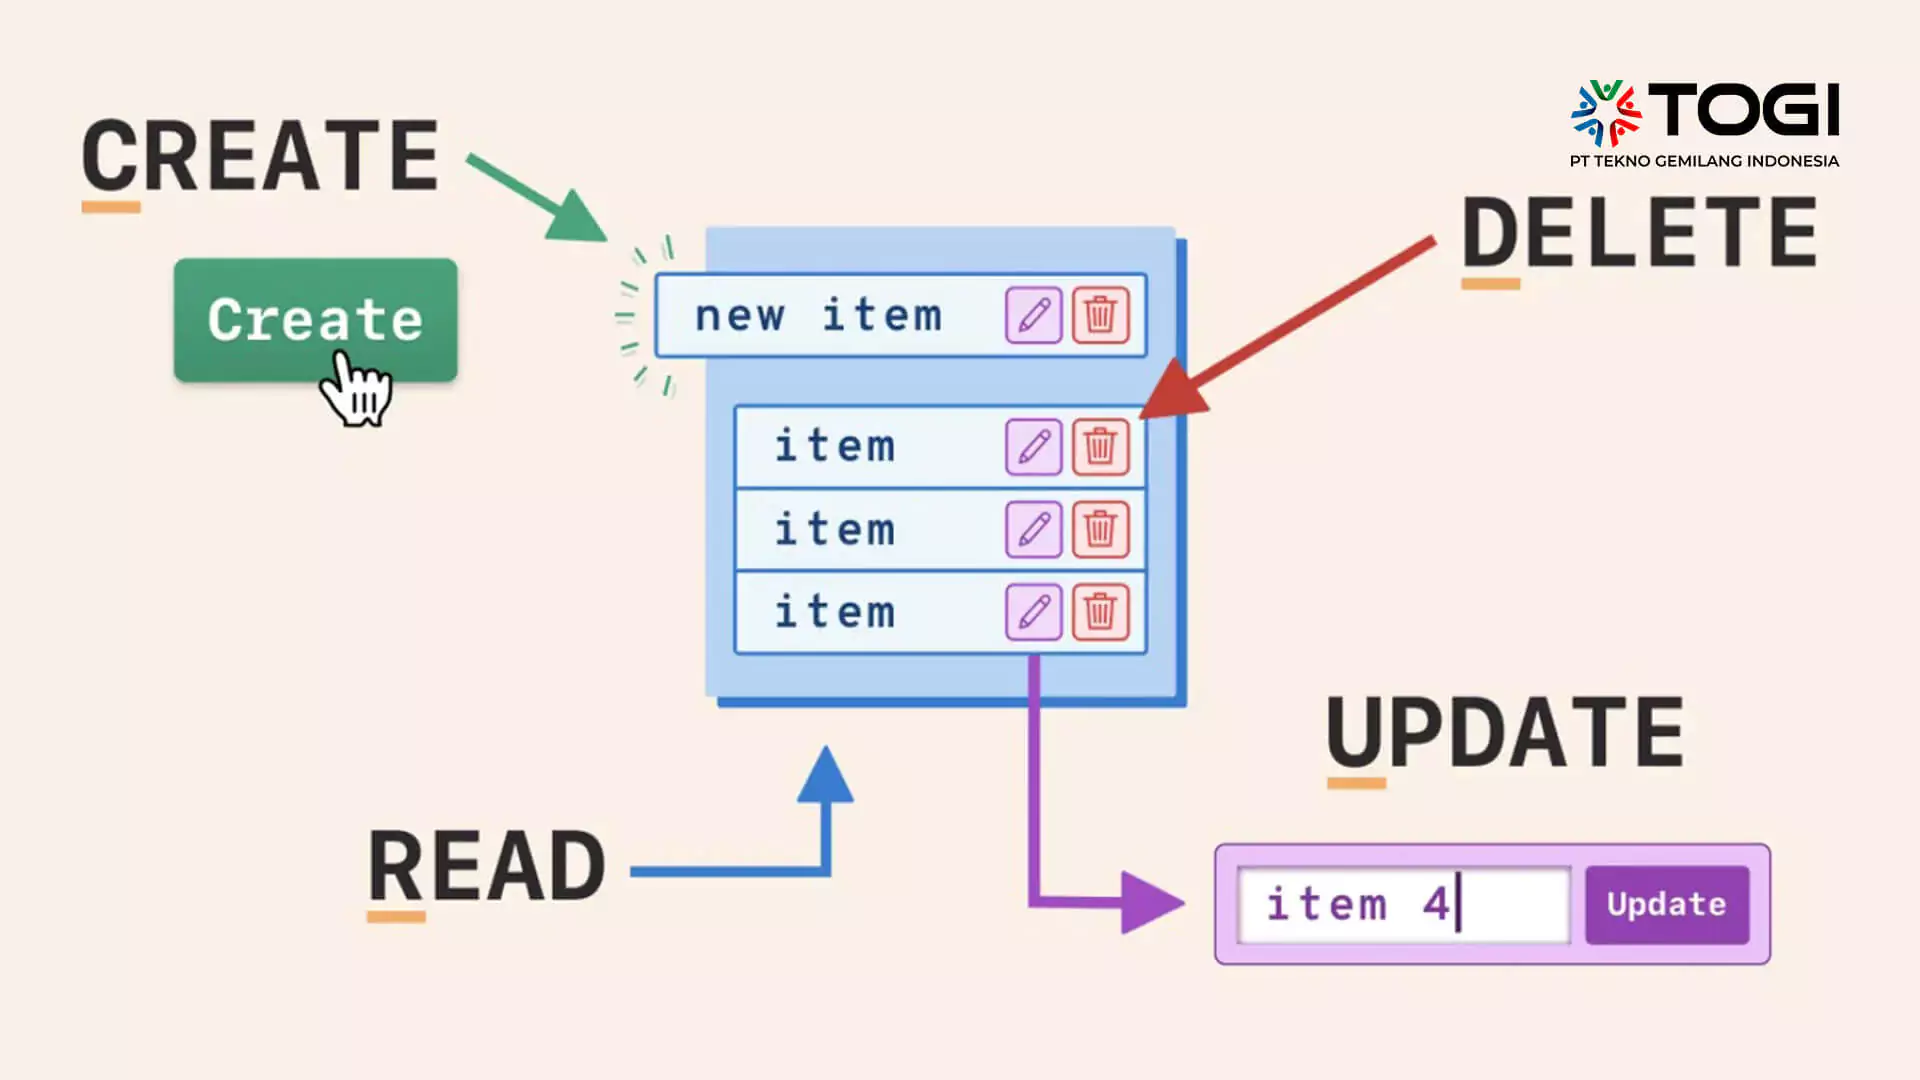 TOGI
PT TEKNO GEMILANG INDONESIA
CREATE
Create
DELETE
new item
item
item
item
READ
UPDATE
item 4
Update